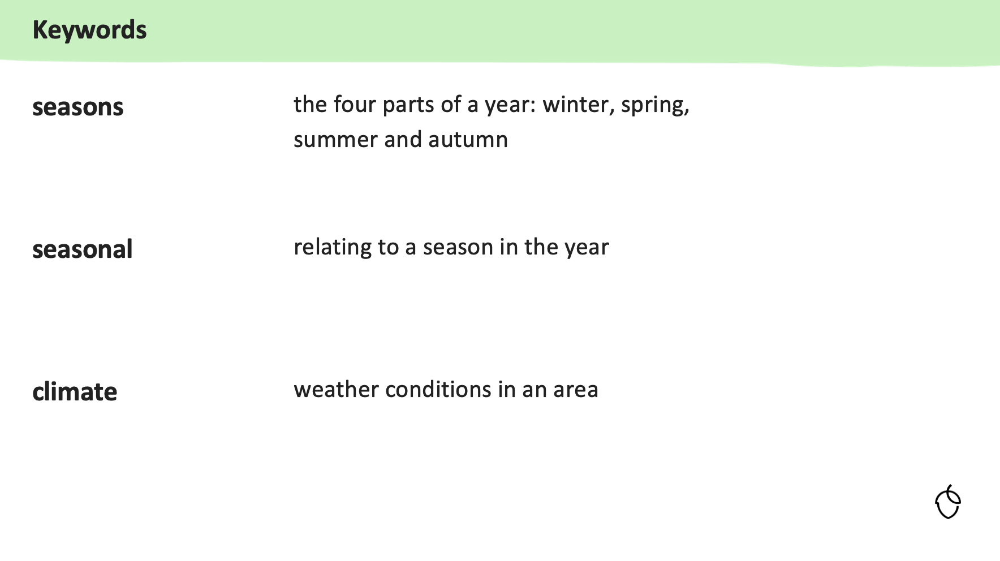 Keywords
seasons
the four parts of a year: winter, spring,
summer and autumn
seasonal
relating to a season in the year
climate
weather conditions in an area